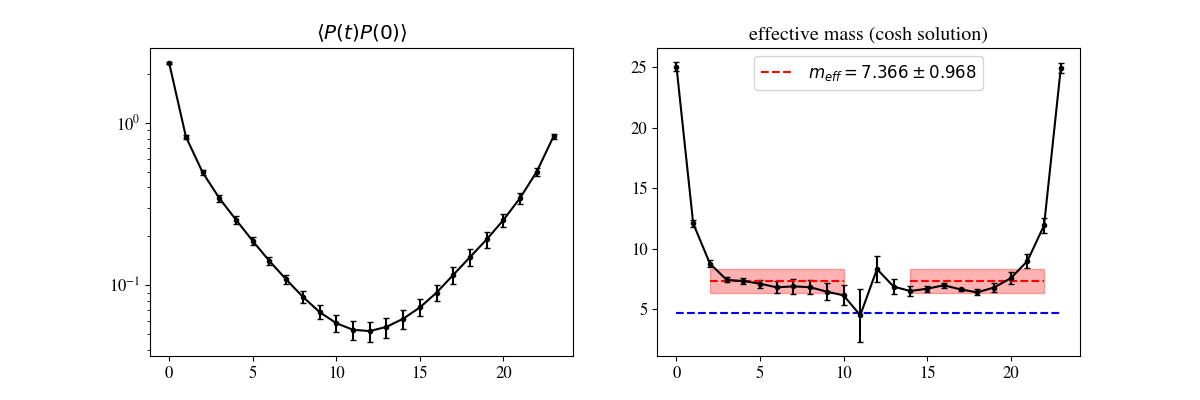 ⟨P(t)P(0)⟩
10⁰
10⁻¹
0 5 10 15 20
effective mass (cosh solution)
m_eff = 7.366 ± 0.968
25
20
15
10
5
0 5 10 15 20